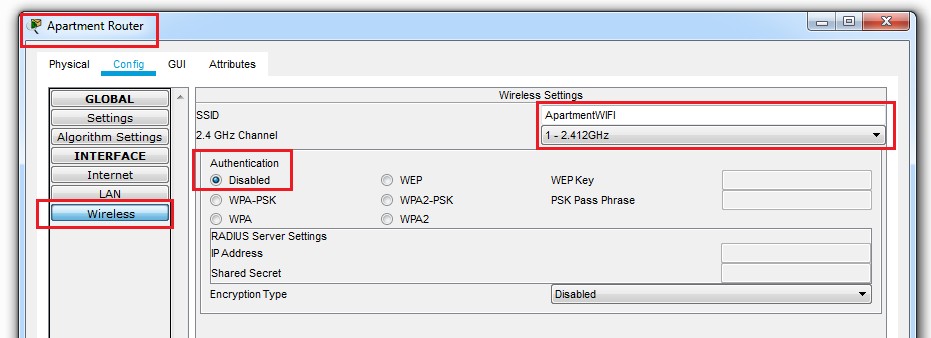 Apartment Router
Physical Config GUI Attributes
GLOBAL
Settings
Algorithm Settings
INTERFACE
Internet
LAN
Wireless
Wireless Settings
SSID ApartmentWIFI
2.4 GHz Channel 1 - 2.412GHz
Authentication
Disabled WEP WEP Key
WPA-PSK WPA2-PSK PSK Pass Phrase
WPA WPA2
RADIUS Server Settings
IP Address
Shared Secret
Encryption Type Disabled